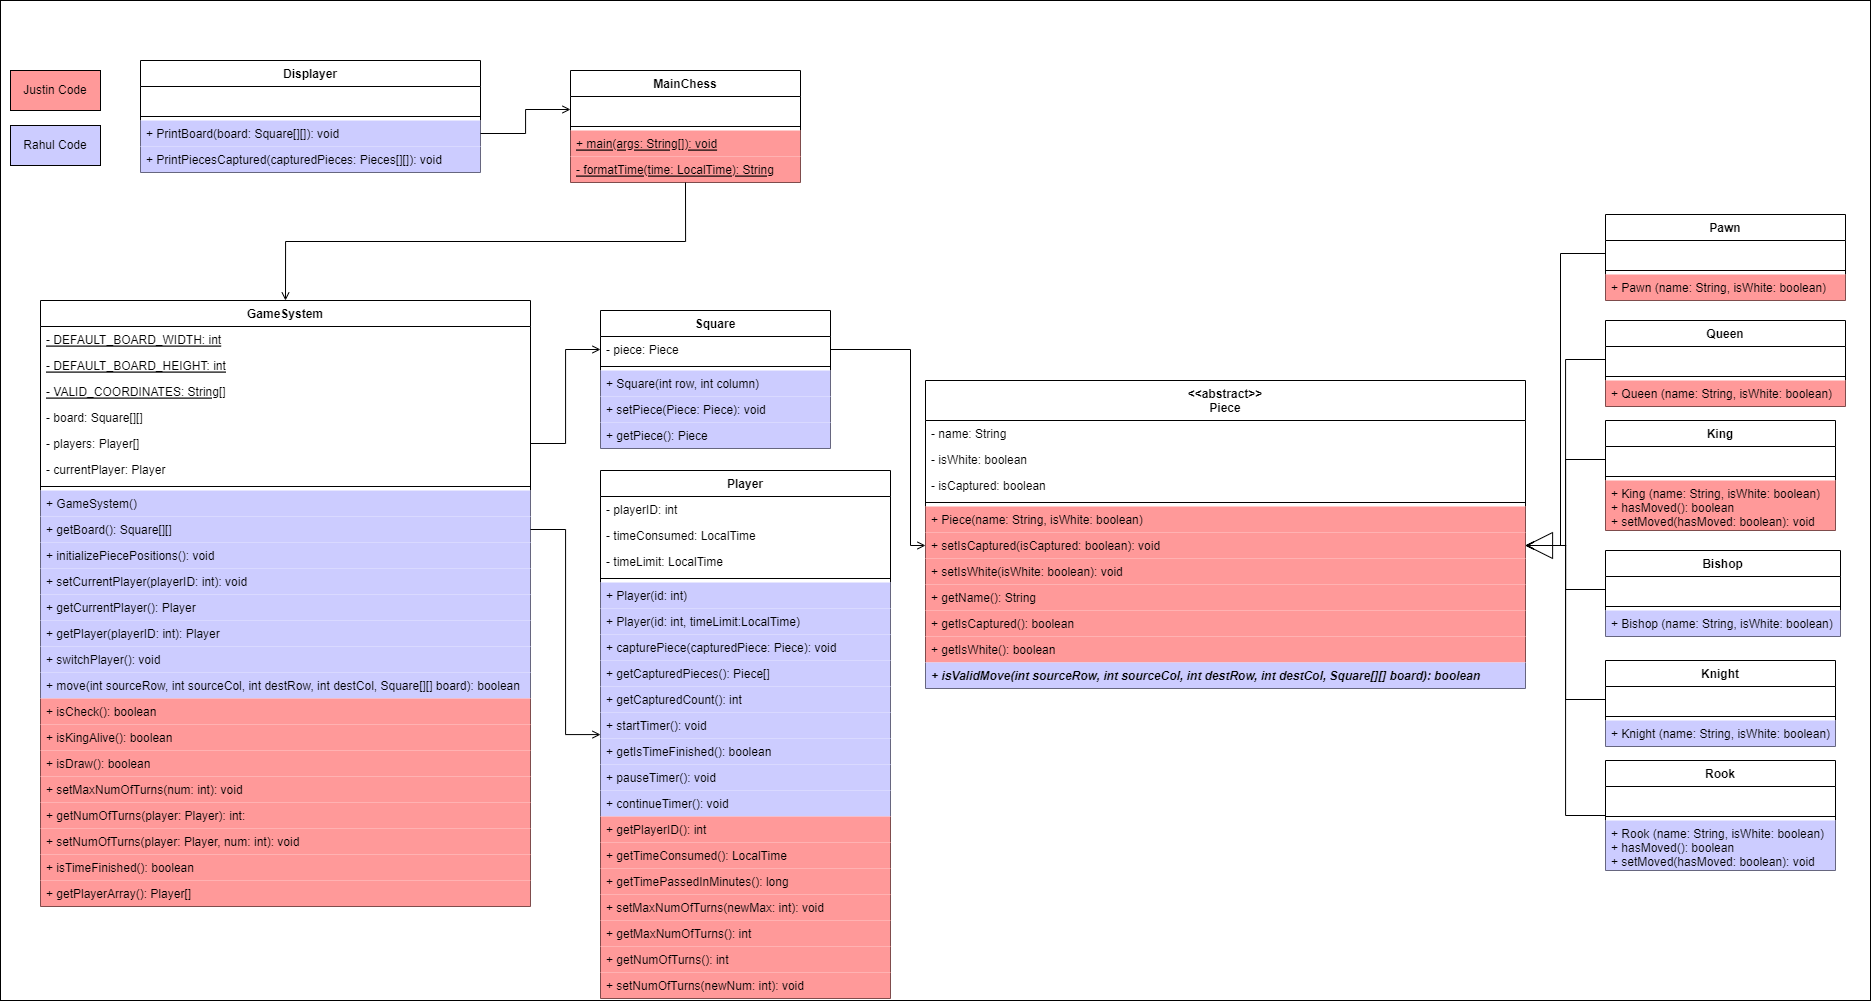 Justin Code
Rahul Code
Displayer
+ PrintBoard(board: Square[][]): void
+ PrintPiecesCaptured(capturedPieces: Pieces[][]): void
MainChess
+ main(args: String[]): void
- formatTime(time: LocalTime): String
GameSystem
- DEFAULT_BOARD_WIDTH: int
- DEFAULT_BOARD_HEIGHT: int
- VALID_COORDINATES: String[]
- board: Square[][]
- players: Player[]
- currentPlayer: Player
+ GameSystem()
+ getBoard(): Square[][]
+ initializePiecePositions(): void
+ setCurrentPlayer(playerID: int): void
+ getCurrentPlayer(): Player
+ getPlayer(playerID: int): Player
+ switchPlayer(): void
+ move(int sourceRow, int sourceCol, int destRow, int destCol, Square[][] board): boolean
+ isCheck(): boolean
+ isKingAlive(): boolean
+ isDraw(): boolean
+ setMaxNumOfTurns(num: int): void
+ getNumOfTurns(player: Player): int:
+ setNumOfTurns(player: Player, num: int): void
+ isTimeFinished(): boolean
+ getPlayerArray(): Player[]
Square
- piece: Piece
+ Square(int row, int column)
+ setPiece(Piece: Piece): void
+ getPiece(): Piece
Player
- playerID: int
- timeConsumed: LocalTime
- timeLimit: LocalTime
+ Player(id: int)
+ Player(id: int, timeLimit:LocalTime)
+ capturePiece(capturedPiece: Piece): void
+ getCapturedPieces(): Piece[]
+ getCapturedCount(): int
+ startTimer(): void
+ getIsTimeFinished(): boolean
+ pauseTimer(): void
+ continueTimer(): void
+ getPlayerID(): int
+ getTimeConsumed(): LocalTime
+ getTimePassedInMinutes(): long
+ setMaxNumOfTurns(newMax: int): void
+ getMaxNumOfTurns(): int
+ getNumOfTurns(): int
+ setNumOfTurns(newNum: int): void
<<abstract>>
Piece
- name: String
- isWhite: boolean
- isCaptured: boolean
+ Piece(name: String, isWhite: boolean)
+ setIsCaptured(isCaptured: boolean): void
+ setIsWhite(isWhite: boolean): void
+ getName(): String
+ getIsCaptured(): boolean
+ getIsWhite(): boolean
+ isValidMove(int sourceRow, int sourceCol, int destRow, int destCol, Square[][] board): boolean
Pawn
+ Pawn (name: String, isWhite: boolean)
Queen
+ Queen (name: String, isWhite: boolean)
King
+ King (name: String, isWhite: boolean)
+ hasMoved(): boolean
+ setMoved(hasMoved: boolean): void
Bishop
+ Bishop (name: String, isWhite: boolean)
Knight
+ Knight (name: String, isWhite: boolean)
Rook
+ Rook (name: String, isWhite: boolean)
+ hasMoved(): boolean
+ setMoved(hasMoved: boolean): void